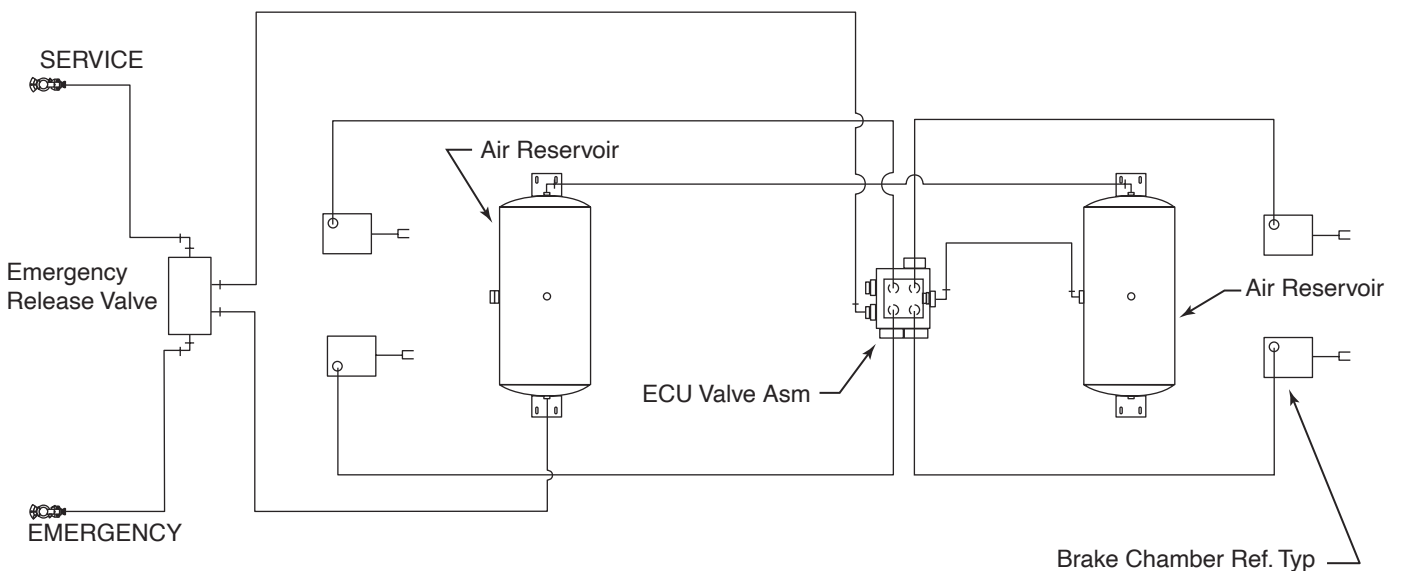 SERVICE
Air Reservoir
Emergency
Release Valve
Air Reservoir
ECU Valve Asm
EMERGENCY
Brake Chamber Ref. Typ